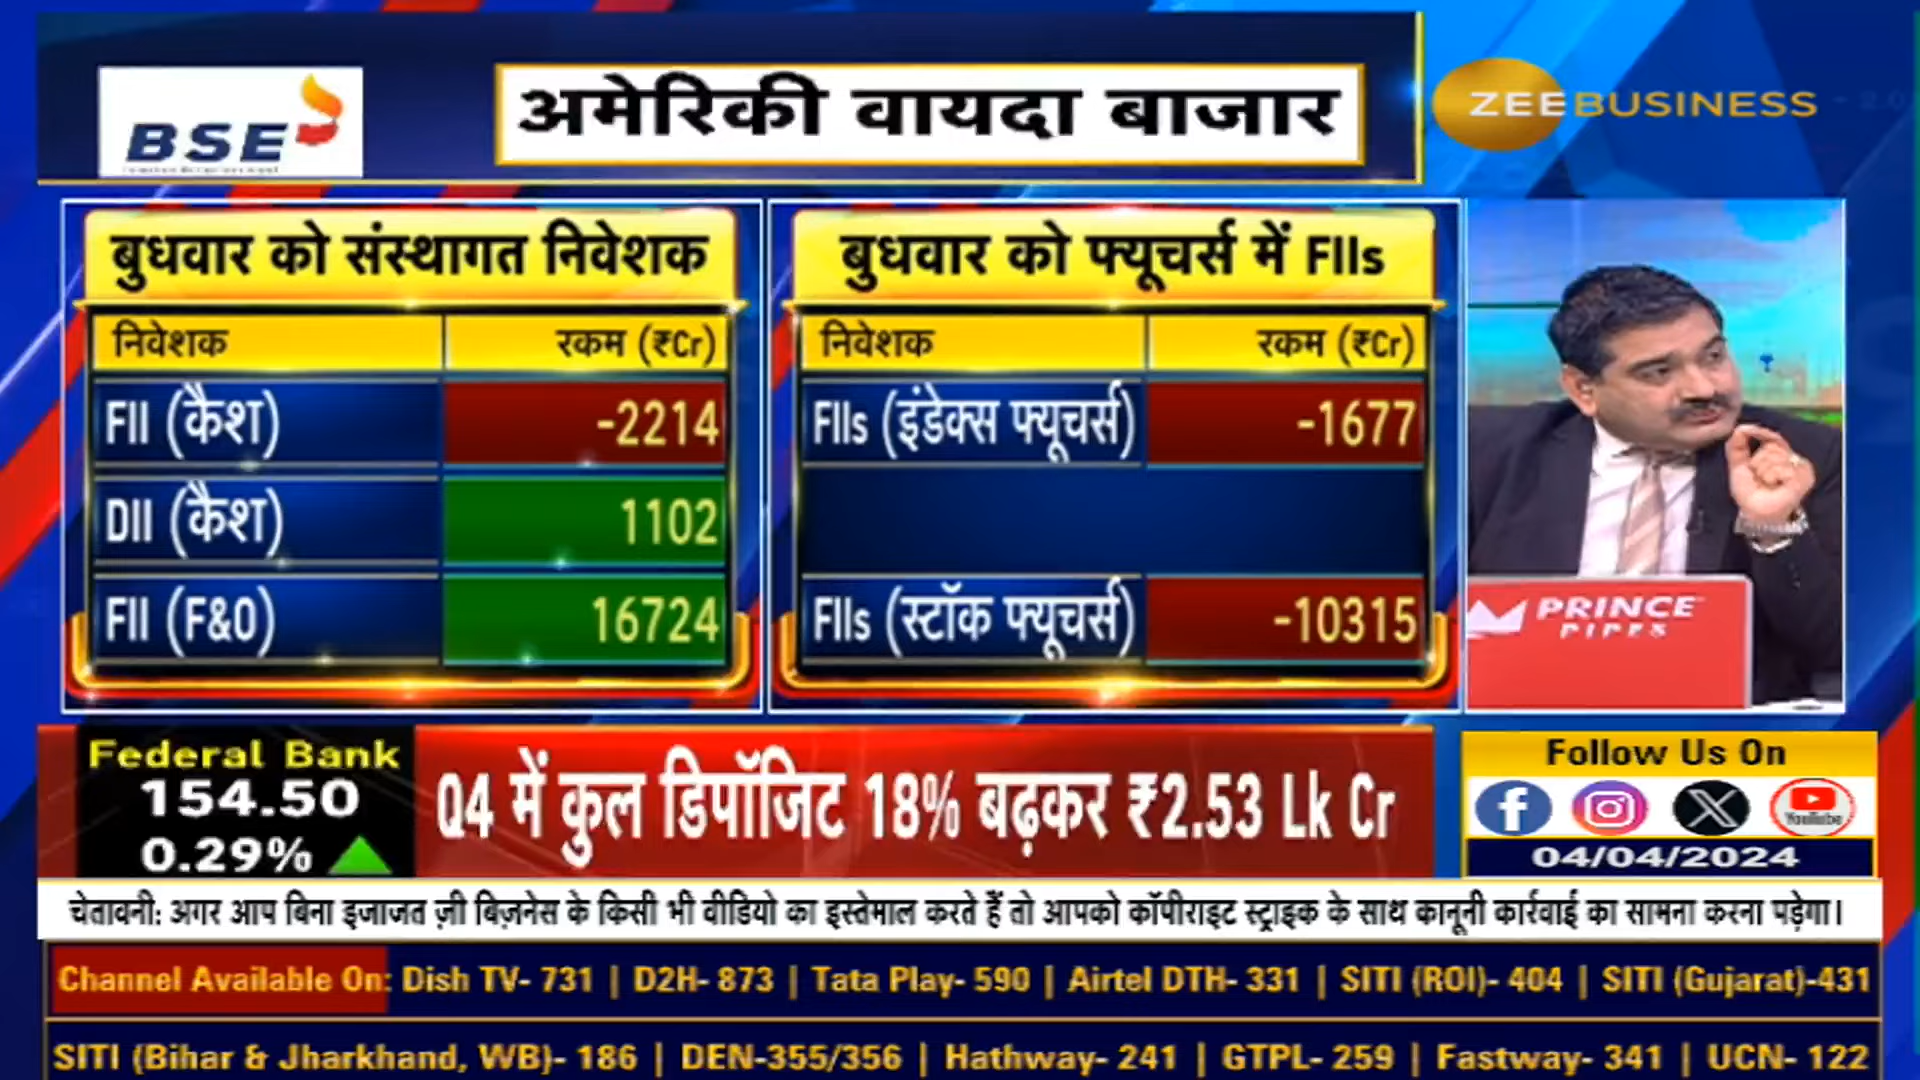 BSE
अमेरिकी वायदा बाजार
ZEEBUSINESS
बुधवार को संस्थागत निवेशक
निवेशक रकम (₹Cr)
FII (कैश) -2214
DII (कैश) 1102
FII (F&O) 16724
बुधवार को फ्यूचर्स में FIIs
निवेशक रकम (₹Cr)
FIIs (इंडेक्स फ्यूचर्स) -1677
FIIs (स्टॉक फ्यूचर्स) -10315
PRINCE
PIPES
Federal Bank
154.50
0.29%
Q4 में कुल डिपॉजिट 18% बढ़कर ₹2.53 Lk Cr
Follow Us On
YouTube
04/04/2024
चेतावनी: अगर आप बिना इजाजत ज़ी बिज़नेस के किसी भी वीडियो का इस्तेमाल करते हैं तो आपको कॉपीराइट स्ट्राइक के साथ कानूनी कार्रवाई का सामना करना पड़ेगा।
Channel Available On: Dish TV- 731 | D2H- 873 | Tata Play- 590 | Airtel DTH- 331 | SITI (ROI)- 404 | SITI (Gujarat)-431
SITI (Bihar & Jharkhand, WB)- 186 | DEN-355/356 | Hathway- 241 | GTPL- 259 | Fastway- 341 | UCN- 122